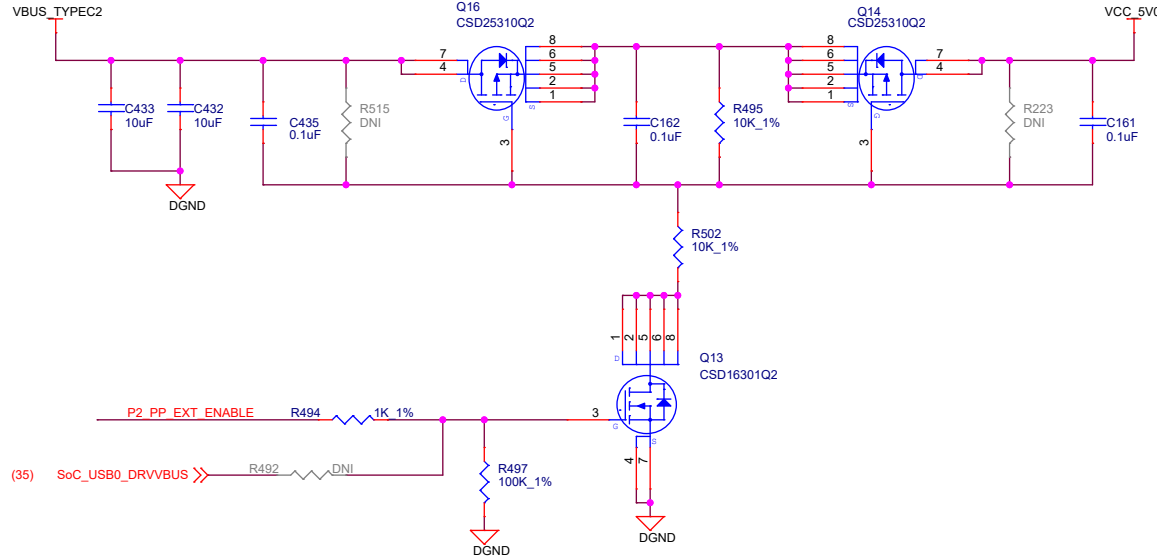 VBUS_TYPEC2
Q16
CSD25310Q2
Q14
CSD25310Q2
VCC_5V0
7
4
D
S
G
3
8
6
5
2
1
8
6
5
2
1
7
4
D
S
G
3
C433
10uF
C432
10uF
C435
0.1uF
R515
DNI
C162
0.1uF
R495
10K_1%
R223
DNI
C161
0.1uF
DGND
R502
10K_1%
1
2
5
6
8
D
Q13
CSD16301Q2
P2_PP_EXT_ENABLE
R494
1K_1%
3
G
S
(35)
SoC_USB0_DRVVBUS
R492
DNI
R497
100K_1%
4
7
DGND
DGND